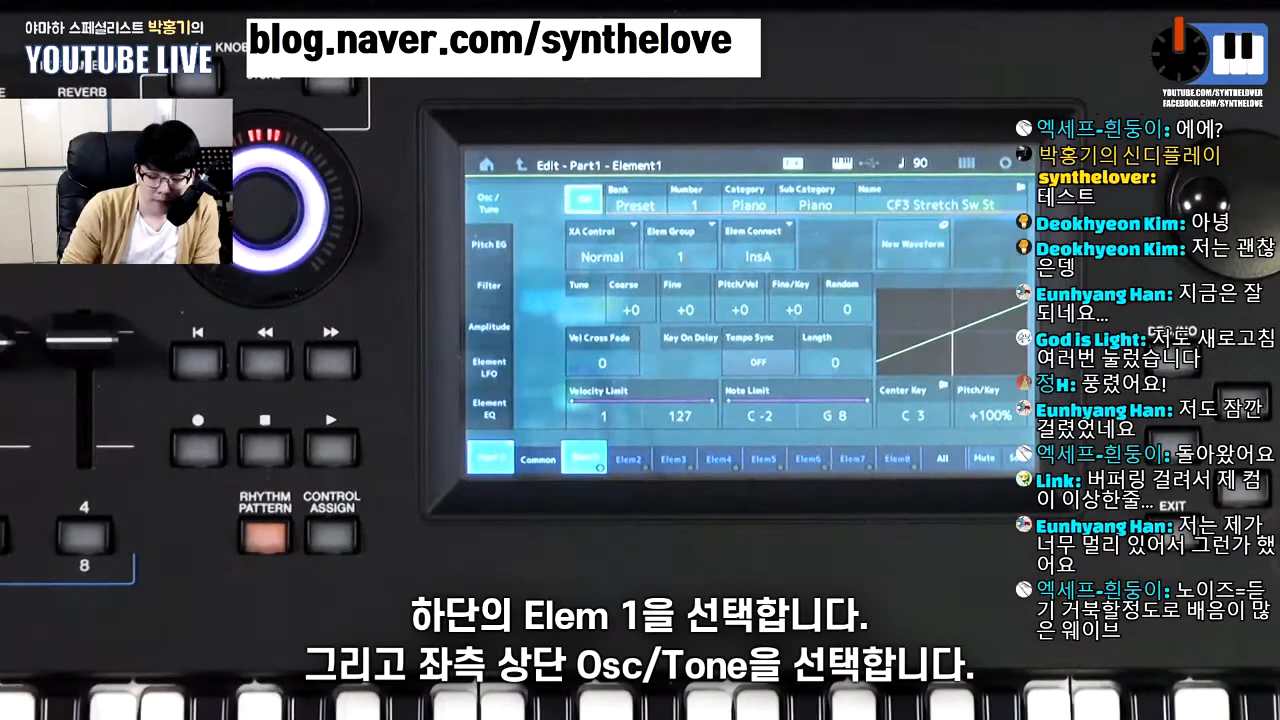 야마하 스페셜리스트 박홍기의
YOUTUBE LIVE
blog.naver.com/synthelove
REVERB
YOUTUBE.COM/SYNTHELOVER
FACEBOOK.COM/SYNTHELOVE
Edit - Part1 - Element1
90
Osc /
Tune
Pitch EG
Filter
Amplitude
Element
LFO
Element
EQ
Bank
Preset
Number
1
Category
Piano
Sub Category
Piano
Name
CF3 Stretch Sw St
XA Control
Normal
Elem Group
1
Elem Connect
InsA
New Waveform
Tune
Coarse
+0
Fine
+0
Pitch/Vel
+0
Fine/Key
+0
Random
0
Vel Cross Fade
0
Key On Delay
Tempo Sync
OFF
Length
0
Velocity Limit
1
127
Note Limit
C -2
G 8
Center Key
C 3
Pitch/Key
+100%
Common
Elem2
Elem3
Elem4
Elem5
Elem6
Elem7
Elem8
All
Mute
엑세프-흰둥이: 에에?
박홍기의 신디플레이
synthelover:
테스트
Deokhyeon Kim: 아녕
Deokhyeon Kim: 저는 괜찮
은뎅
Eunhyang Han: 지금은 잘
되네요...
God is Light: 저도 새로고침
여러번 눌렀습니다
정H: 풍렸어요!
Eunhyang Han: 저도 잠깐
걸렸었네요
엑세프-흰둥이: 돌아왔어요
Link: 버퍼링 걸려서 제 컴
이 이상한줄...
Eunhyang Han: 저는 제가
너무 멀리 있어서 그런가 했
어요
엑세프-흰둥이: 노이즈=듣
기 거북할정도로 배음이 많
은 웨이브
EXIT
RHYTHM
PATTERN
CONTROL
ASSIGN
4
8
하단의 Elem 1을 선택합니다.
그리고 좌측 상단 Osc/Tone을 선택합니다.